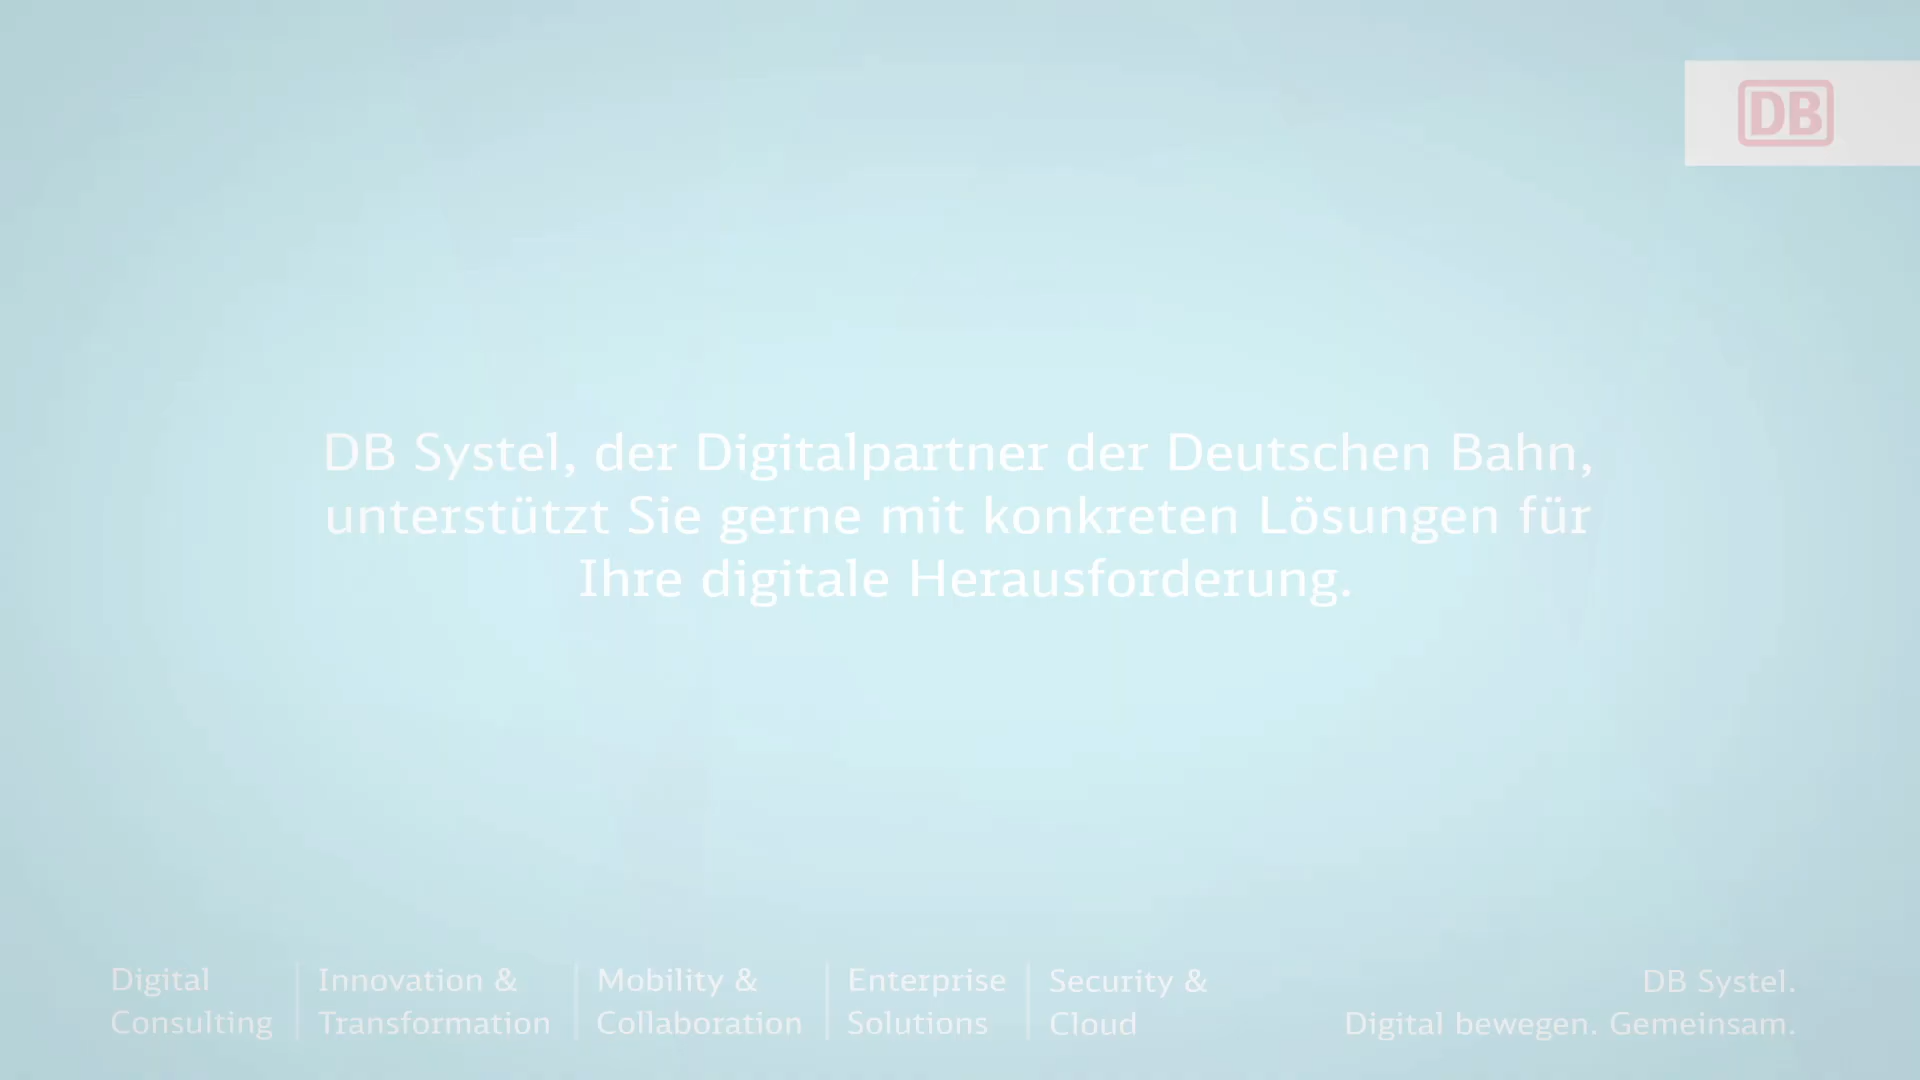 DB
DB Systel, der Digitalpartner der Deutschen Bahn,
unterstützt Sie gerne mit konkreten Lösungen für
Ihre digitale Herausforderung.
Digital
Consulting
Innovation &
Transformation
Mobility &
Collaboration
Enterprise
Solutions
Security &
Cloud
DB Systel.
Digital bewegen. Gemeinsam.